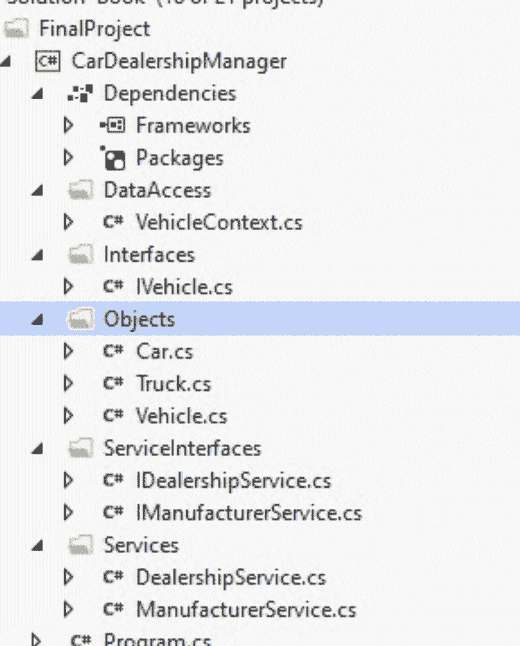 FinalProject
C# CarDealershipManager
Dependencies
Frameworks
Packages
DataAccess
C# VehicleContext.cs
Interfaces
C# IVehicle.cs
Objects
C# Car.cs
C# Truck.cs
C# Vehicle.cs
ServiceInterfaces
C# IDealershipService.cs
C# IManufacturerService.cs
Services
C# DealershipService.cs
C# ManufacturerService.cs
C# Program.cs